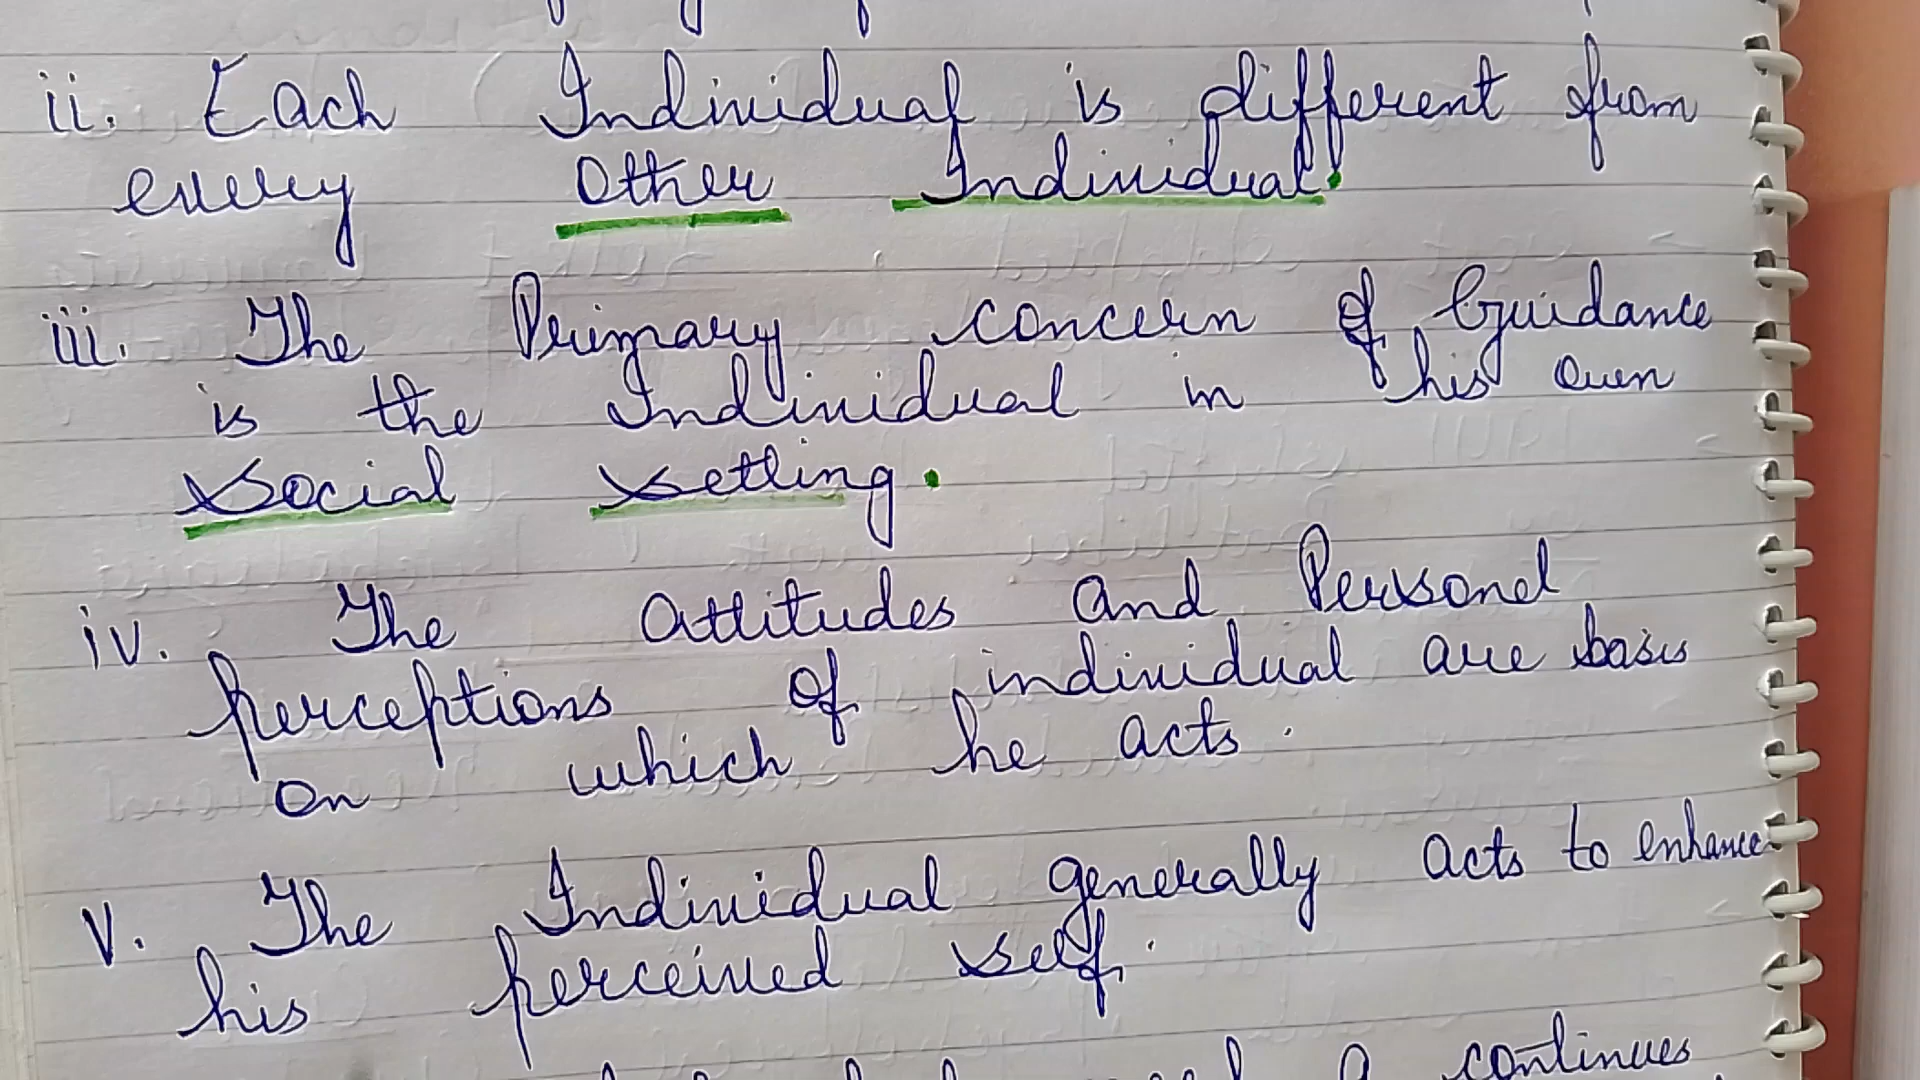 ii. Each Individual is different from
every Other Individual.
iii. The Primary concern of Guidance
is the Individual in his own
Social setting.
iv. The attitudes and Personal
perceptions of individual are basis
on which he acts.
v. The Individual generally acts to enhance
his perceived self.
a continues